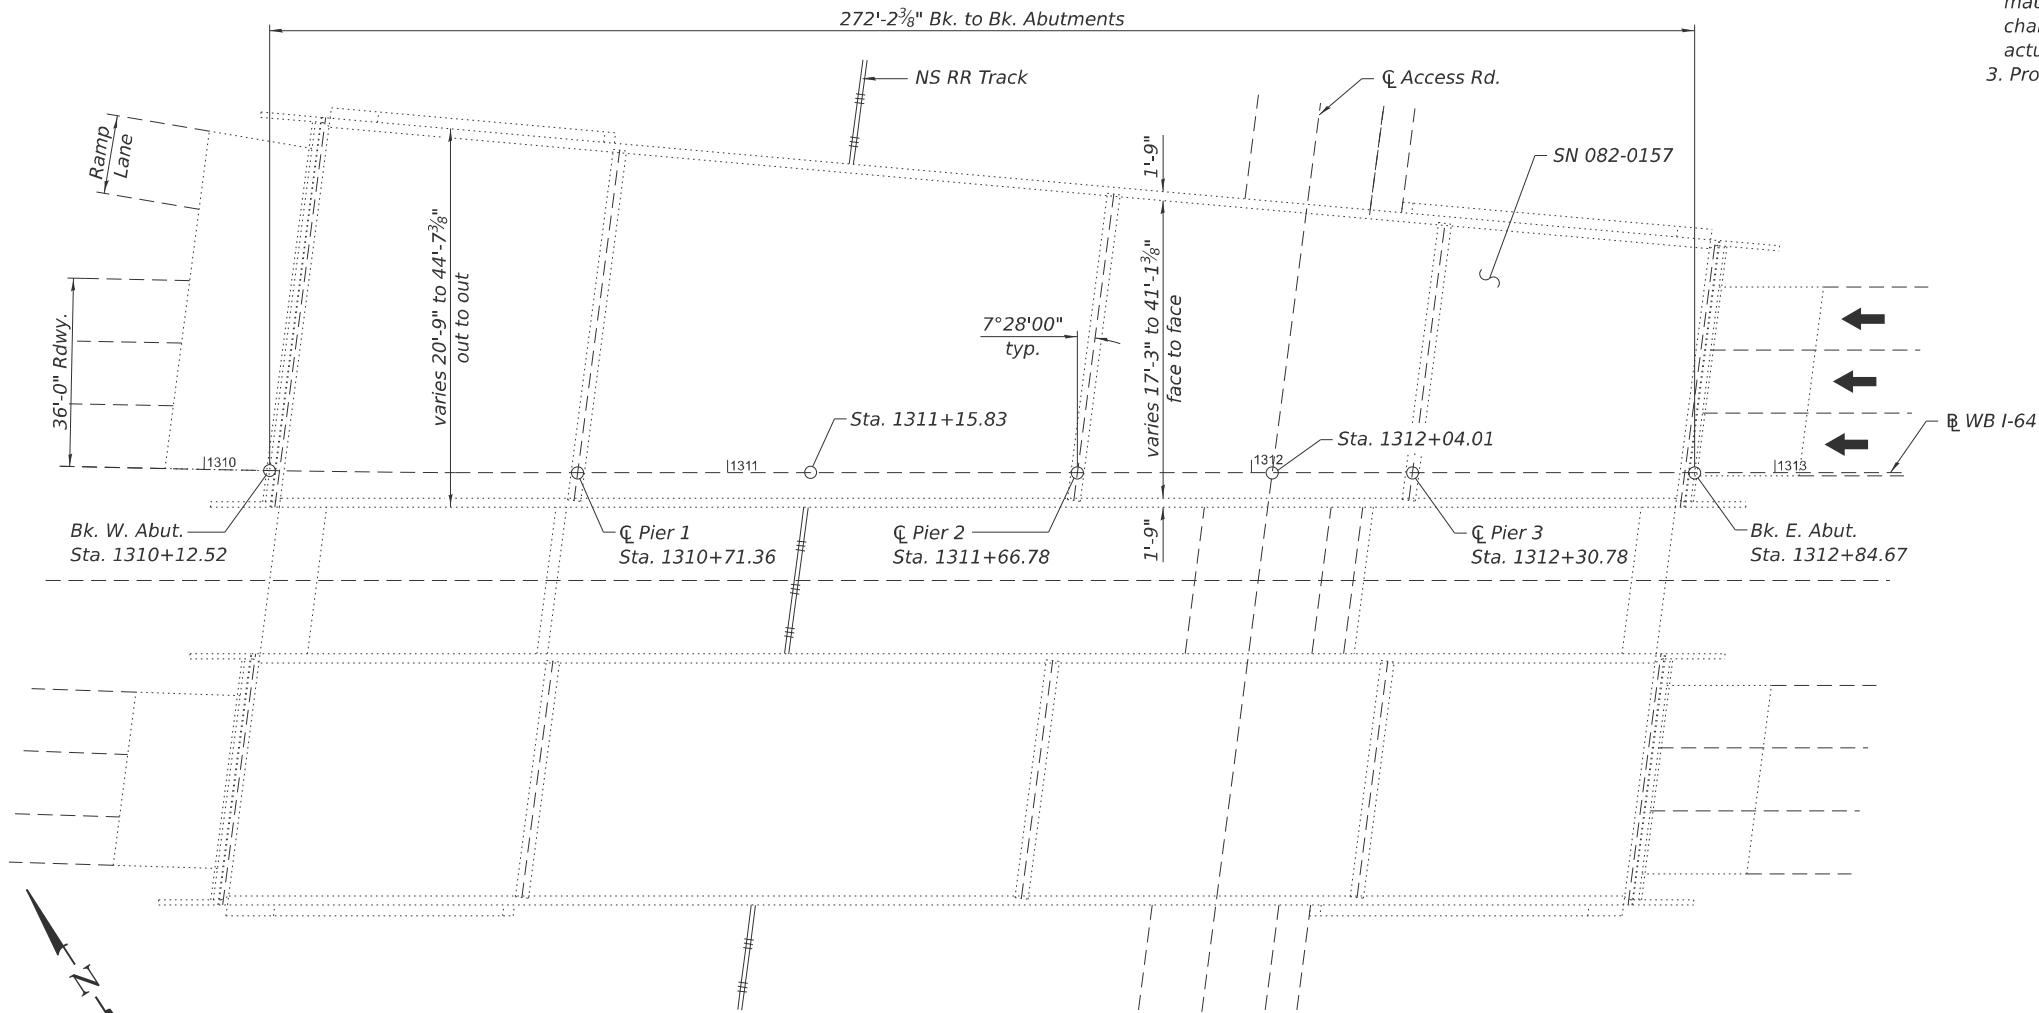 272'-2⅜" Bk. to Bk. Abutments
3. Pro
NS RR Track
℄ Access Rd.
Ramp
Lane
1'-9"
SN 082-0157
varies 20'-9" to 44'-7⅜"
out to out
varies 17'-3" to 41'-1⅜"
face to face
7°28'00"
typ.
36'-0" Rdwy.
Sta. 1311+15.83
Sta. 1312+04.01
BL WB I-64
1310
1311
1312
1313
Bk. W. Abut.
Sta. 1310+12.52
℄ Pier 1
Sta. 1310+71.36
℄ Pier 2
Sta. 1311+66.78
1'-9"
℄ Pier 3
Sta. 1312+30.78
Bk. E. Abut.
Sta. 1312+84.67
N